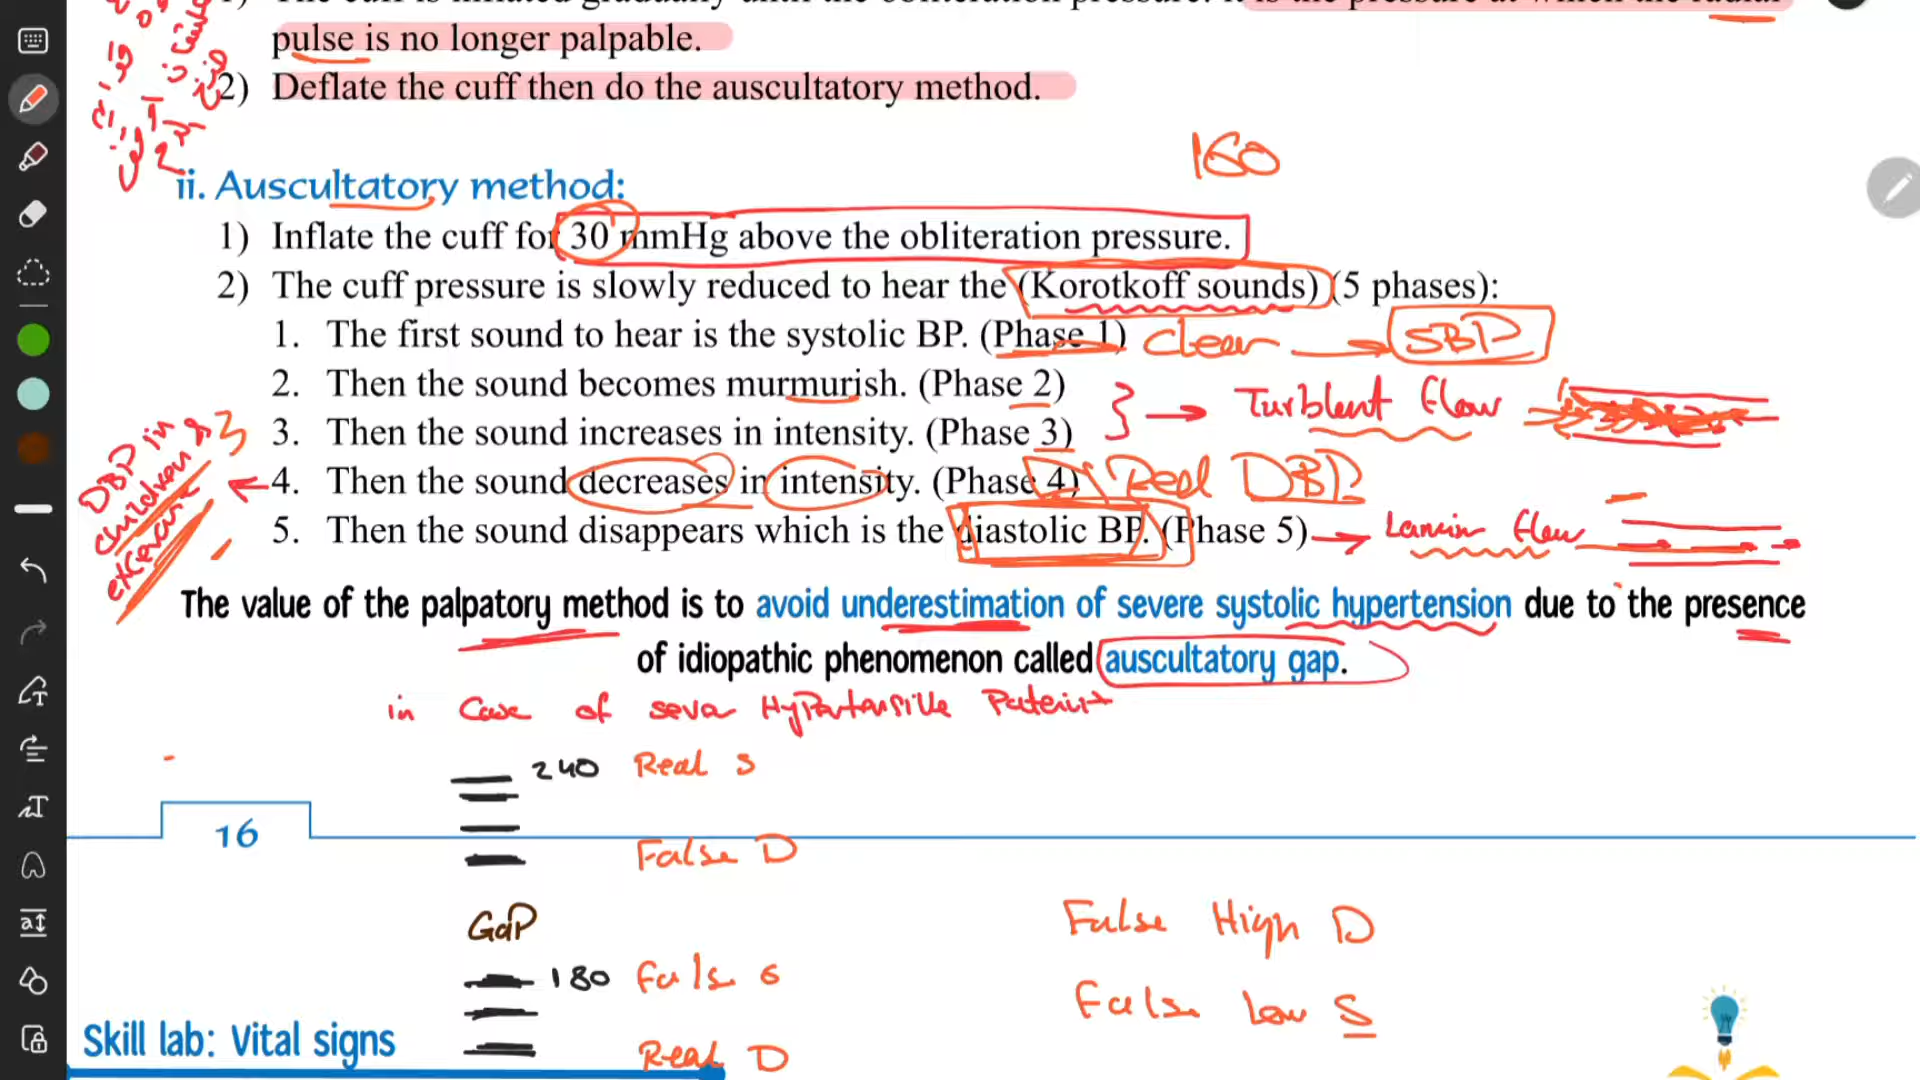 pulse is no longer palpable.
2) Deflate the cuff then do the auscultatory method.
160
ii. Auscultatory method:
1) Inflate the cuff for 30 mmHg above the obliteration pressure.
2) The cuff pressure is slowly reduced to hear the (Korotkoff sounds) (5 phases):
1. The first sound to hear is the systolic BP. (Phase 1) clear SBP
2. Then the sound becomes murmurish. (Phase 2)
Turblent flow
3. Then the sound increases in intensity. (Phase 3)
DBP in children &
4. Then the sound decreases in intensity. (Phase 4) Real DBP
5. Then the sound disappears which is the diastolic BP. (Phase 5) flow
The value of the palpatory method is to avoid underestimation of severe systolic hypertension due to the presence
of idiopathic phenomenon called auscultatory gap.
in case of
240 Real S
16
False D
GaP
False High D
180 Fals
False Low S
Skill lab: Vital signs
Real D